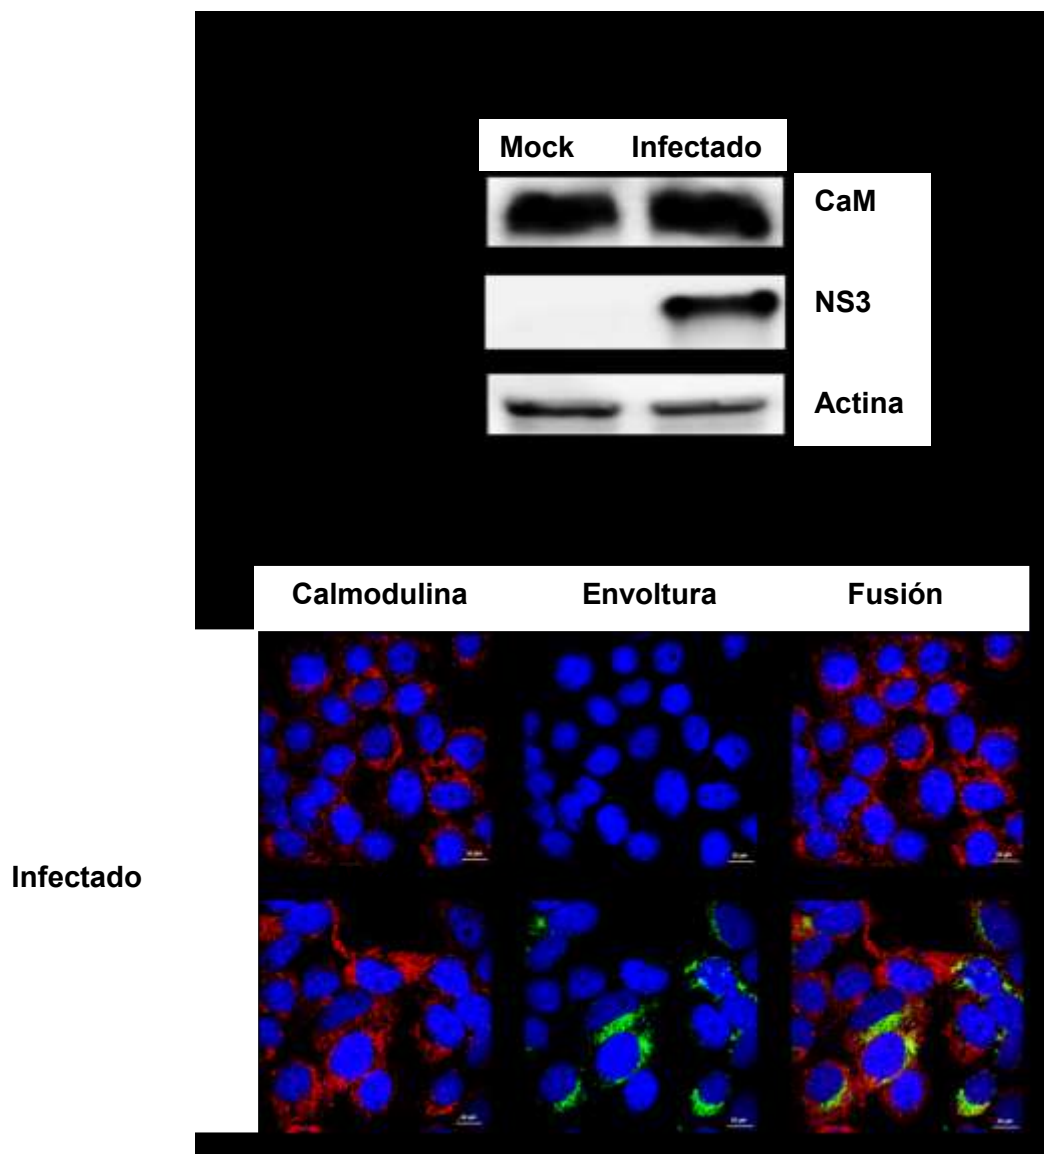 Mock Infectado
CaM
NS3
Actina
Calmodulina Envoltura Fusión
Infectado